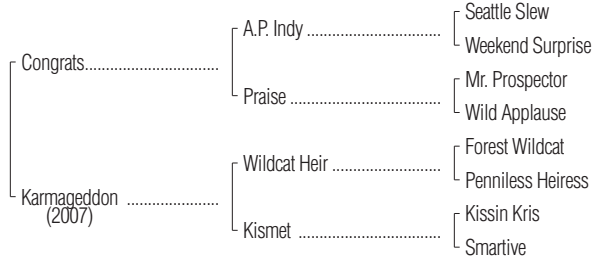 Seattle Slew
A.P. Indy ................................
Weekend Surprise
Congrats................................
Mr. Prospector
Praise ....................................
Wild Applause
Forest Wildcat
Wildcat Heir ..........................
Penniless Heiress
Karmageddon ......................
(2007)
Kissin Kris
Kismet ..................................
Smartive